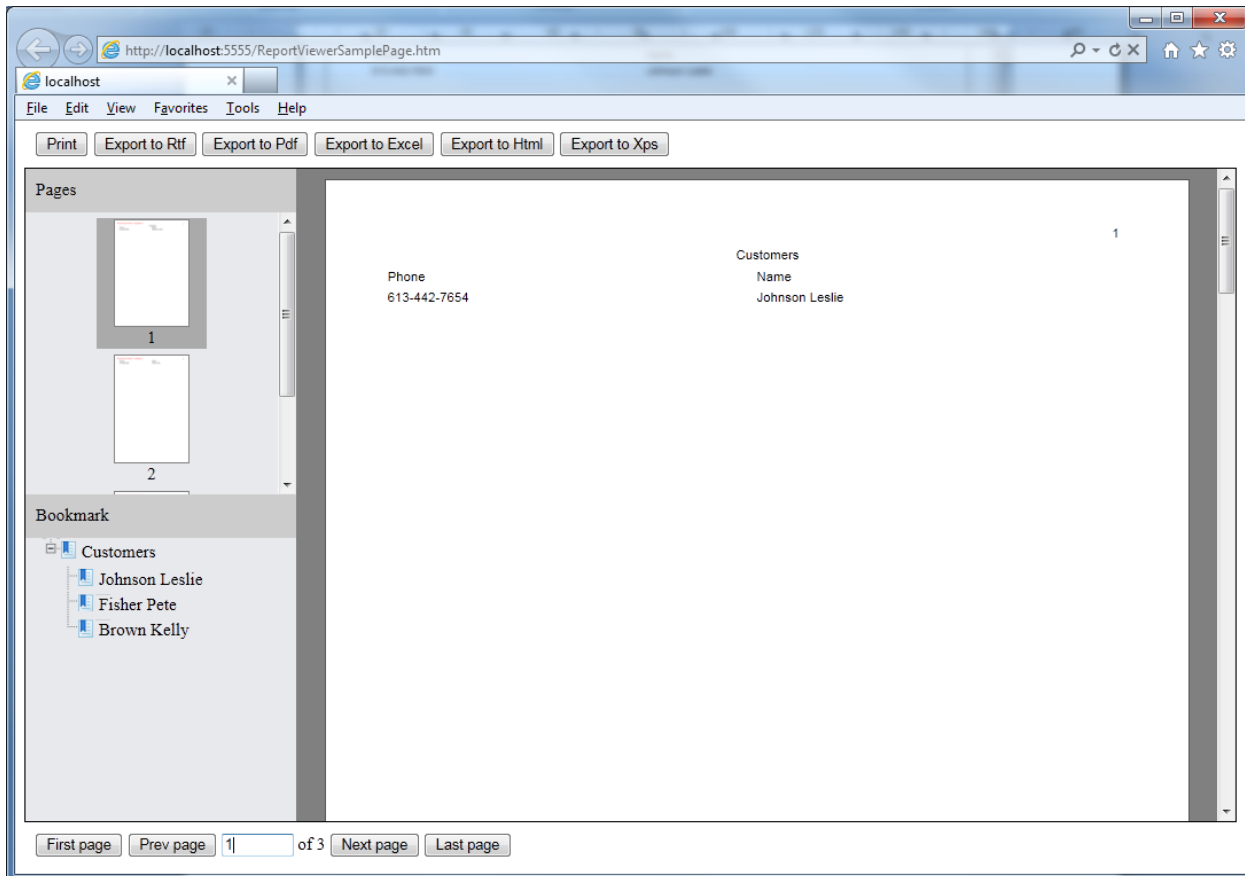 http://localhost:5555/ReportViewerSamplePage.htm
localhost
File Edit View Favorites Tools Help
Print Export to Rtf Export to Pdf Export to Excel Export to Html Export to Xps
Pages
1
2
Bookmark
Customers
Johnson Leslie
Fisher Pete
Brown Kelly
1
Customers
Phone Name
613-442-7654 Johnson Leslie
First page Prev page 1 of 3 Next page Last page